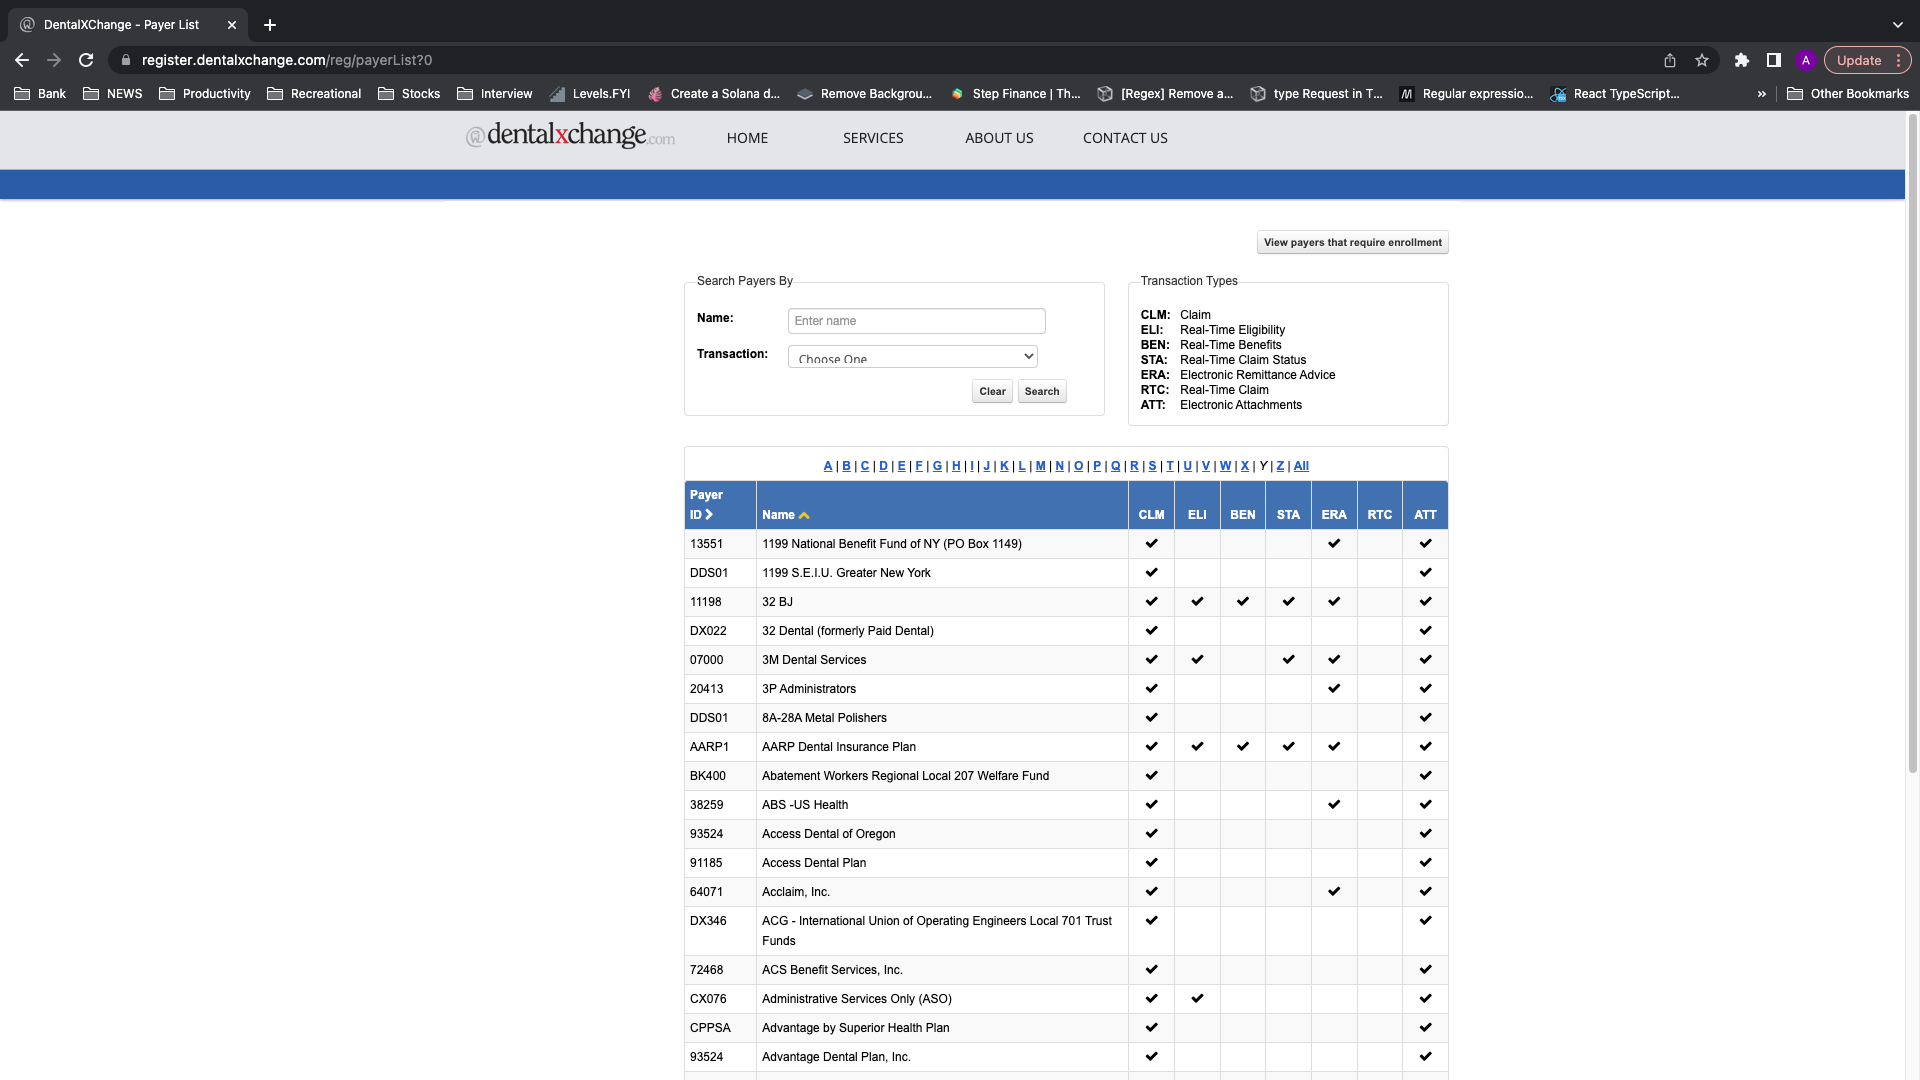 DentalXChange - Payer List
register.dentalxchange.com/reg/payerList?0
A
Update
Bank
NEWS
Productivity
Recreational
Stocks
Interview
Levels.FYI
Create a Solana d...
Remove Backgrou...
Step Finance | Th...
[Regex] Remove a...
type Request in T...
Regular expressio...
React TypeScript...
»
Other Bookmarks
@dentalxchange.com
HOME
SERVICES
ABOUT US
CONTACT US
View payers that require enrollment
Search Payers By
Name:
Enter name
Transaction:
Choose One
Clear
Search
Transaction Types
CLM: Claim
ELI: Real-Time Eligibility
BEN: Real-Time Benefits
STA: Real-Time Claim Status
ERA: Electronic Remittance Advice
RTC: Real-Time Claim
ATT: Electronic Attachments
A | B | C | D | E | F | G | H | I | J | K | L | M | N | O | P | Q | R | S | T | U | V | W | X | Y | Z | All
Payer ID Name CLM ELI BEN STA ERA RTC ATT
13551 1199 National Benefit Fund of NY (PO Box 1149) ✔ ✔ ✔
DDS01 1199 S.E.I.U. Greater New York ✔ ✔
11198 32 BJ ✔ ✔ ✔ ✔ ✔ ✔
DX022 32 Dental (formerly Paid Dental) ✔ ✔
07000 3M Dental Services ✔ ✔ ✔ ✔ ✔
20413 3P Administrators ✔ ✔ ✔
DDS01 8A-28A Metal Polishers ✔ ✔
AARP1 AARP Dental Insurance Plan ✔ ✔ ✔ ✔ ✔ ✔
BK400 Abatement Workers Regional Local 207 Welfare Fund ✔ ✔
38259 ABS -US Health ✔ ✔ ✔
93524 Access Dental of Oregon ✔ ✔
91185 Access Dental Plan ✔ ✔
64071 Acclaim, Inc. ✔ ✔ ✔
DX346 ACG - International Union of Operating Engineers Local 701 Trust ✔ ✔
Funds
72468 ACS Benefit Services, Inc. ✔ ✔
CX076 Administrative Services Only (ASO) ✔ ✔ ✔
CPPSA Advantage by Superior Health Plan ✔ ✔
93524 Advantage Dental Plan, Inc. ✔ ✔